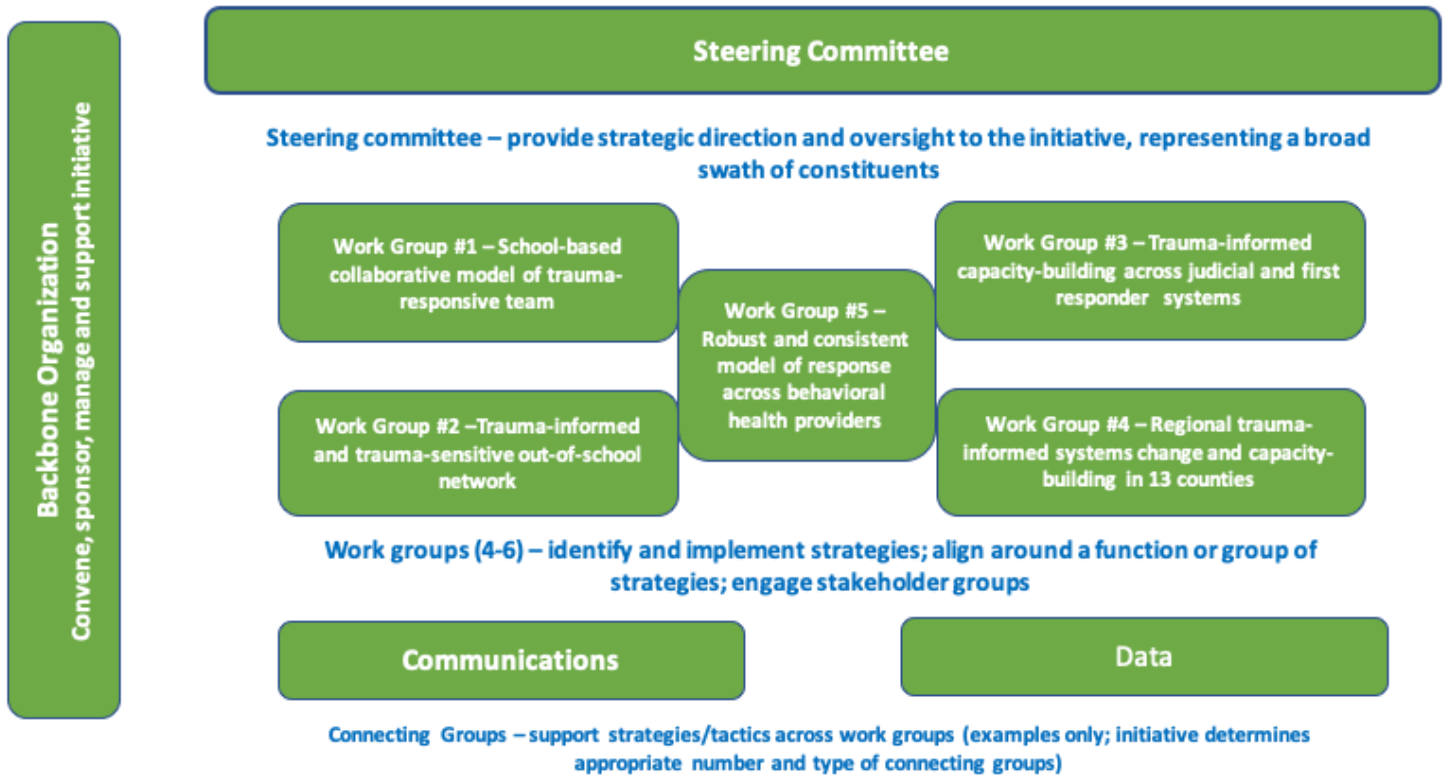 Backbone Organization
Convene, sponsor, manage and support initiative
Steering Committee
Steering committee – provide strategic direction and oversight to the initiative, representing a broad
swath of constituents
Work Group #1 – School-based
collaborative model of trauma-
responsive team
Work Group #2 –Trauma-informed
and trauma-sensitive out-of-school
network
Work Group #5 –
Robust and consistent
model of response
across behavioral
health providers
Work Group #3 – Trauma-informed
capacity-building across judicial and first
responder systems
Work Group #4 – Regional trauma-
informed systems change and capacity-
building in 13 counties
Work groups (4-6) – identify and implement strategies; align around a function or group of
strategies; engage stakeholder groups
Communications
Data
Connecting Groups – support strategies/tactics across work groups (examples only; initiative determines
appropriate number and type of connecting groups)